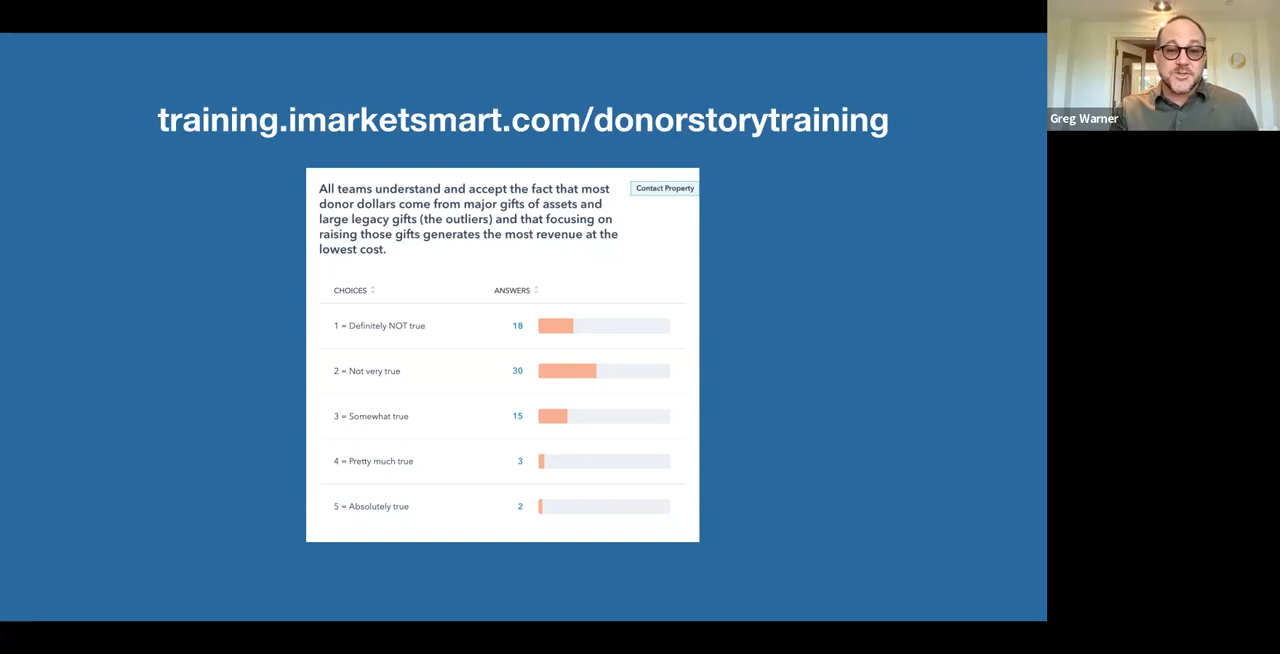 training.imarketsmart.com/donorstorytraining
All teams understand and accept the fact that most
donor dollars come from major gifts of assets and
large legacy gifts (the outliers) and that focusing on
raising those gifts generates the most revenue at the
lowest cost.
Contact Property
CHOICES ANSWERS
1 = Definitely NOT true 18
2 = Not very true 30
3 = Somewhat true 15
4 = Pretty much true 3
5 = Absolutely true 2
Greg Warner